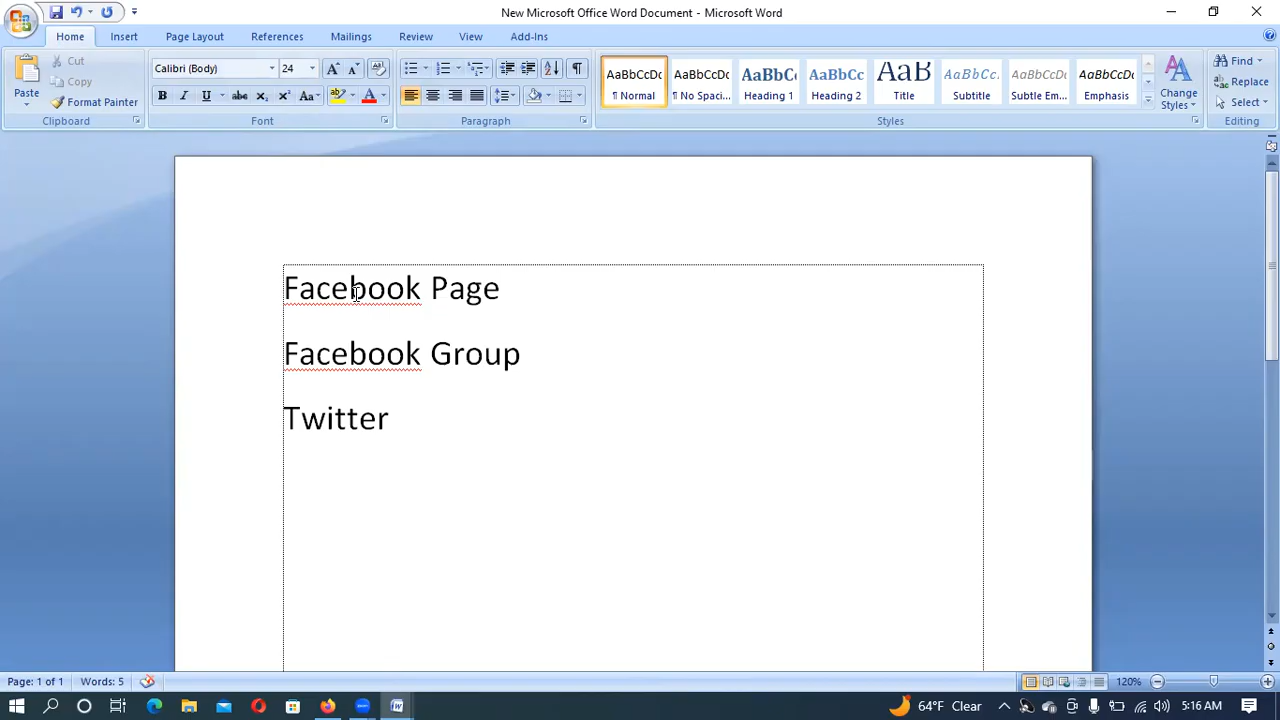 New Microsoft Office Word Document - Microsoft Word
Home Insert Page Layout References Mailings Review View Add-Ins
Paste
Cut
Copy
Format Painter
Clipboard
Calibri (Body) 24
Font
Paragraph
AaBbCcDc AaBbCcDc AaBbC AaBbCc AaB AaBbCc. AaBbCcDc AaBbCcDc
¶ Normal ¶ No Spaci... Heading 1 Heading 2 Title Subtitle Subtle Em... Emphasis
Change
Styles
Styles
Find
Replace
Select
Editing
Facebook Page
Facebook Group
Twitter
Page: 1 of 1 Words: 5 120%
64°F Clear 5:16 AM